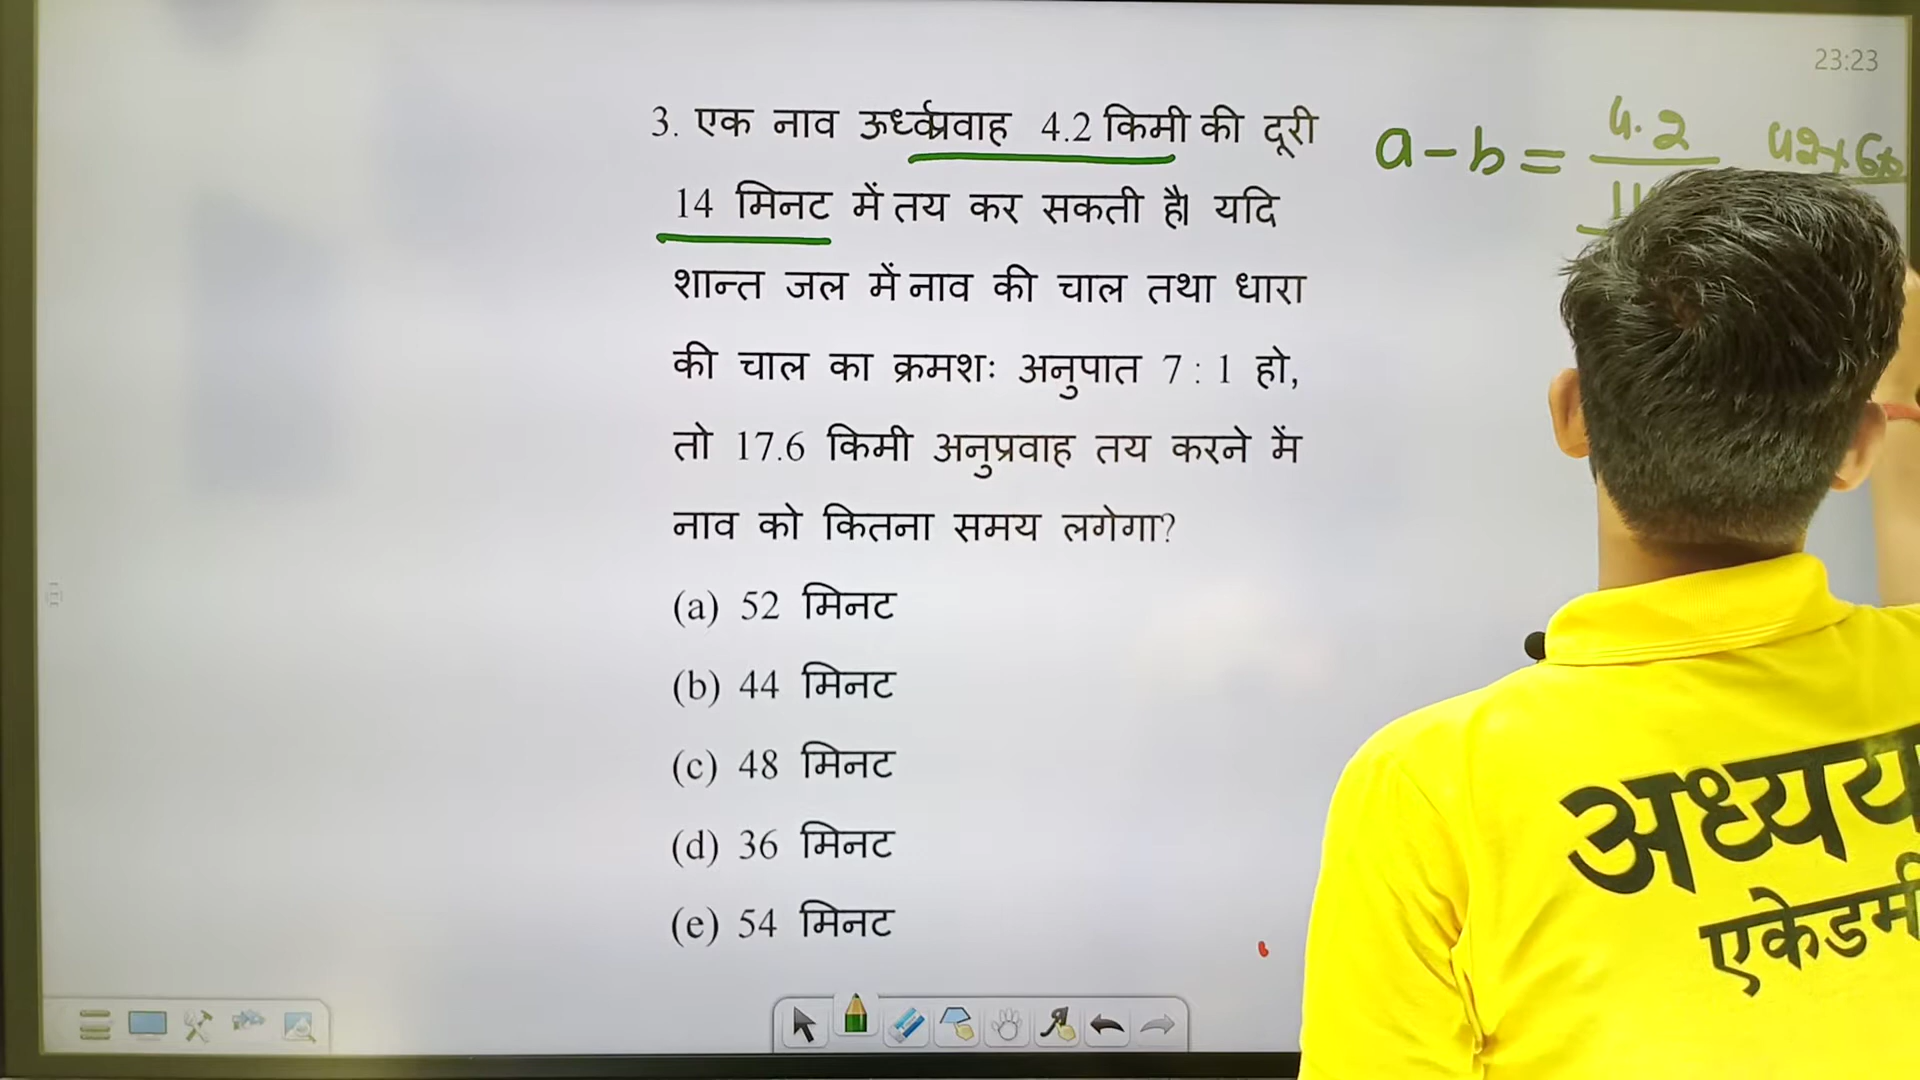 23:23
3. एक नाव ऊर्ध्वप्रवाह 4.2 किमी की दूरी
14 मिनट में तय कर सकती है। यदि
शान्त जल में नाव की चाल तथा धारा
की चाल का क्रमशः अनुपात 7 : 1 हो,
तो 17.6 किमी अनुप्रवाह तय करने में
नाव को कितना समय लगेगा?
(a) 52 मिनट
(b) 44 मिनट
(c) 48 मिनट
(d) 36 मिनट
(e) 54 मिनट
a-b= 4.2 42×60
एकेडमी